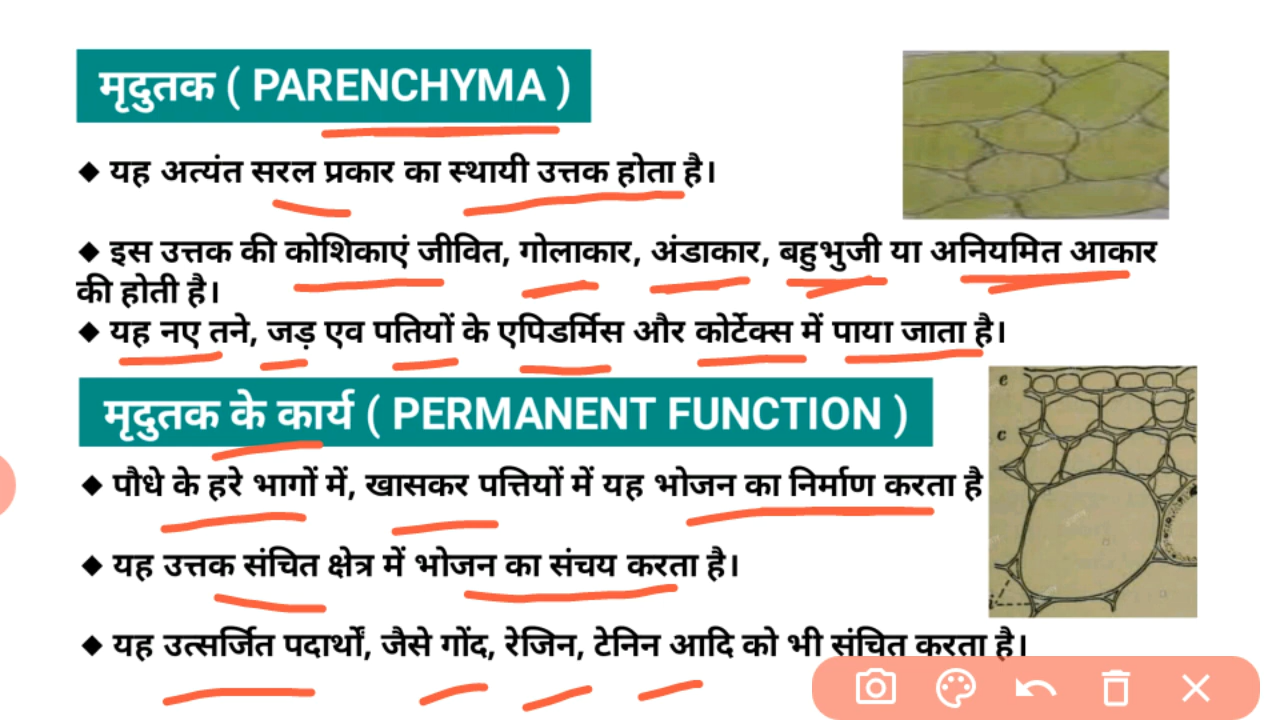 मृदुतक ( PARENCHYMA )
◆ यह अत्यंत सरल प्रकार का स्थायी उत्तक होता है।
◆ इस उत्तक की कोशिकाएं जीवित, गोलाकार, अंडाकार, बहुभुजी या अनियमित आकार
की होती है।
◆ यह नए तने, जड़ एव पतियों के एपिडर्मिस और कोर्टेक्स में पाया जाता है।
मृदुतक के कार्य ( PERMANENT FUNCTION )
e
c
◆ पौधे के हरे भागों में, खासकर पत्तियों में यह भोजन का निर्माण करता है
◆ यह उत्तक संचित क्षेत्र में भोजन का संचय करता है।
i
◆ यह उत्सर्जित पदार्थों, जैसे गोंद, रेजिन, टेनिन आदि को भी संचित करता है।